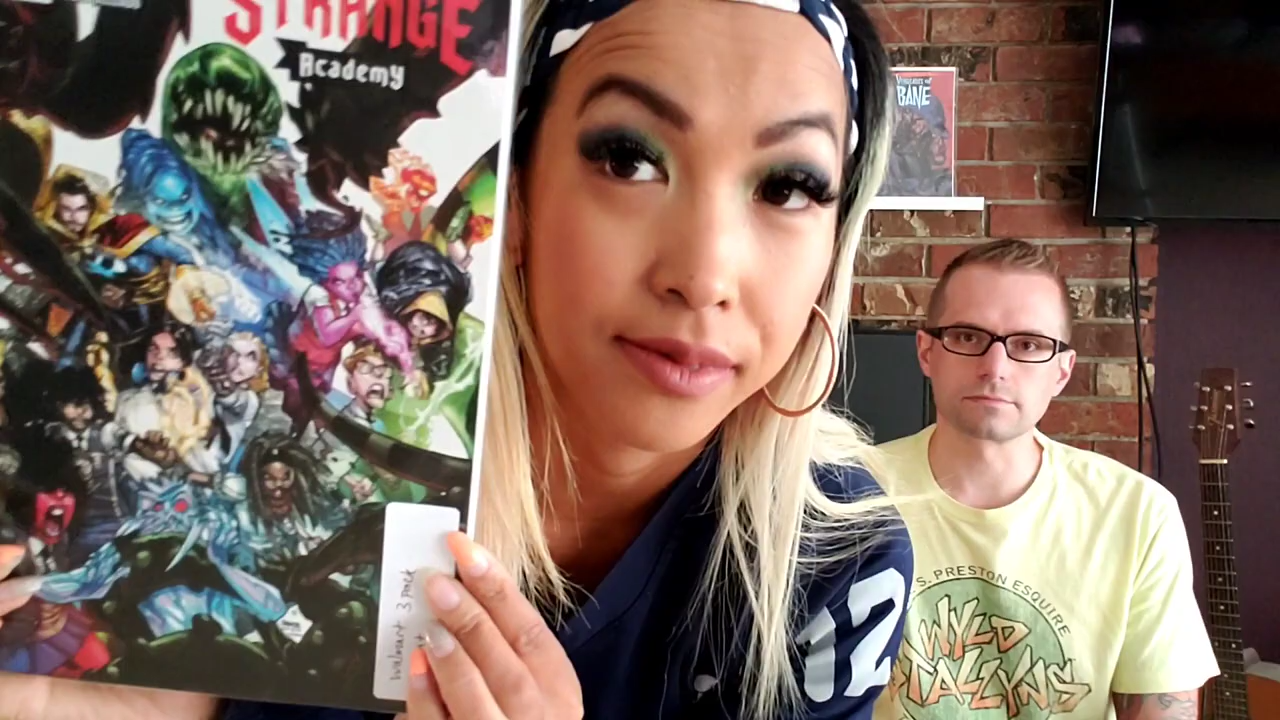 STRANGE
Academy
Walmart 3 pack
BANE
12
S. PRESTON ESQUIRE
WYLD
STALLYNS